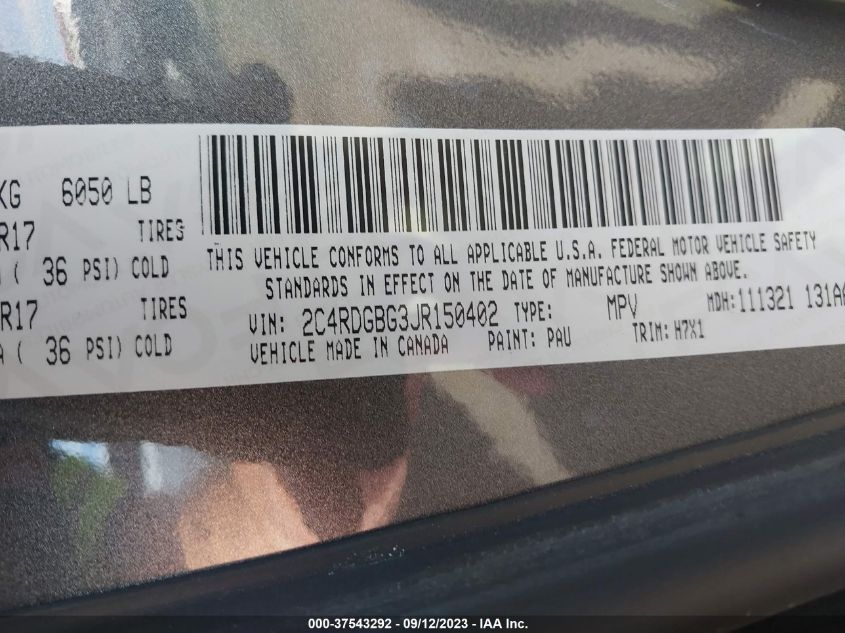 KG 6050 LB
R17 TIRES
( 36 PSI) COLD
R17 TIRES
A ( 36 PSI) COLD
THIS VEHICLE CONFORMS TO ALL APPLICABLE U.S.A. FEDERAL MOTOR VEHICLE SAFETY
STANDARDS IN EFFECT ON THE DATE OF MANUFACTURE SHOWN ABOVE.
VIN: 2C4RDGBG3JR150402 TYPE: MPV MDH:111321 131AA
VEHICLE MADE IN CANADA PAINT: PAU TRIM: H7X1
000-37543292 - 09/12/2023 - IAA Inc.